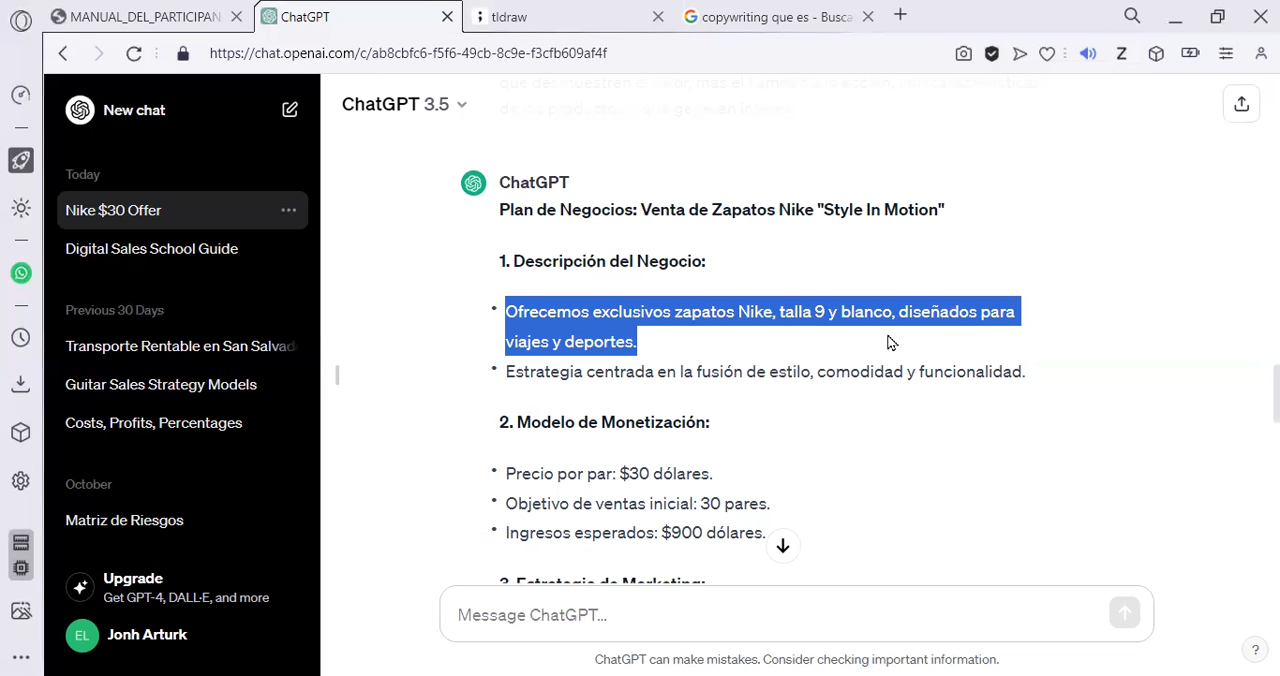 MANUAL_DEL_PARTICIPAN
ChatGPT
tldraw
copywriting que es - Busca
https://chat.openai.com/c/ab8cbfc6-f5f6-49cb-8c9e-f3cfb609af4f
Z
New chat
Today
Nike $30 Offer
Digital Sales School Guide
Previous 30 Days
Transporte Rentable en San Salvad
Guitar Sales Strategy Models
Costs, Profits, Percentages
October
Matriz de Riesgos
Upgrade
Get GPT-4, DALL·E, and more
EL
Jonh Arturk
ChatGPT 3.5
ChatGPT
Plan de Negocios: Venta de Zapatos Nike "Style In Motion"
1. Descripción del Negocio:
• Ofrecemos exclusivos zapatos Nike, talla 9 y blanco, diseñados para
viajes y deportes.
• Estrategia centrada en la fusión de estilo, comodidad y funcionalidad.
2. Modelo de Monetización:
• Precio por par: $30 dólares.
• Objetivo de ventas inicial: 30 pares.
• Ingresos esperados: $900 dólares.
3. Estrategia de Marketing:
Message ChatGPT...
ChatGPT can make mistakes. Consider checking important information.
?